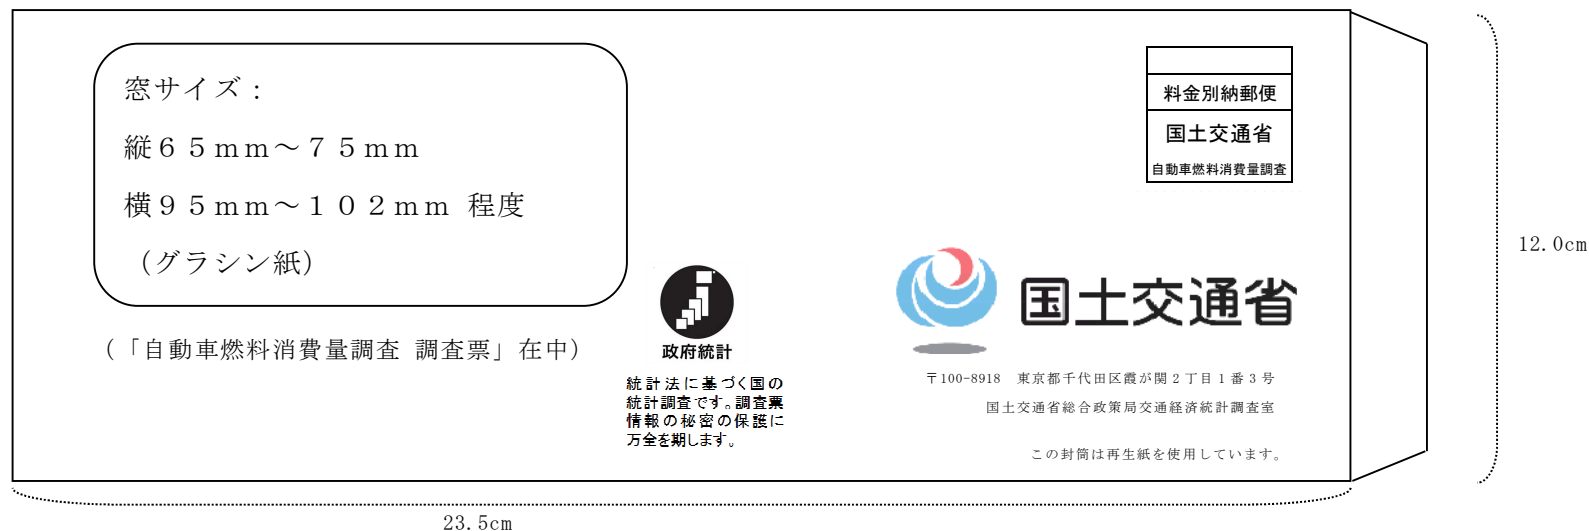 窓サイズ：
縦６５ｍｍ～７５ｍｍ
横９５ｍｍ～１０２ｍｍ 程度
（グラシン紙）
（「自動車燃料消費量調査 調査票」在中）
政府統計
統計法に基づく国の
統計調査です。調査票
情報の秘密の保護に
万全を期します。
料金別納郵便
国土交通省
自動車燃料消費量調査
国土交通省
〒100-8918　東京都千代田区霞が関２丁目１番３号
国土交通省総合政策局交通経済統計調査室
この封筒は再生紙を使用しています。
12.0cm
23.5cm